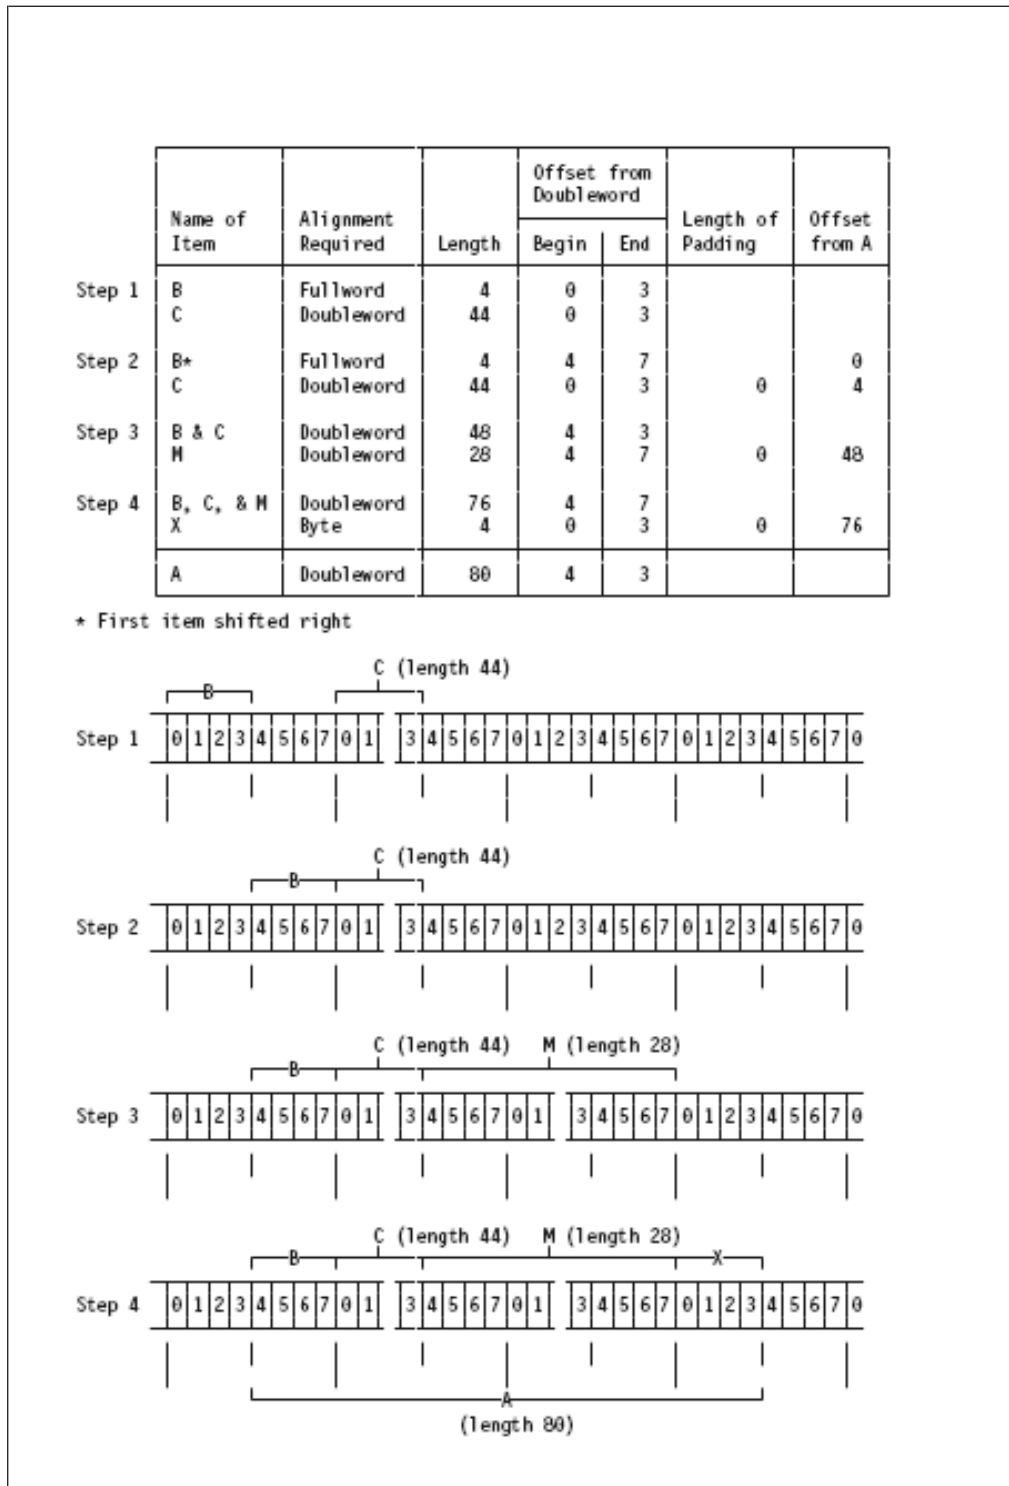 Offset from
Doubleword
Name of Alignment Length of Offset
Item Required Length Begin End Padding from A
Step 1 B Fullword 4 0 3
C Doubleword 44 0 3
Step 2 B* Fullword 4 4 7 0
C Doubleword 44 0 3 0 4
Step 3 B & C Doubleword 48 4 3
M Doubleword 28 4 7 0 48
Step 4 B, C, & M Doubleword 76 4 7
X Byte 4 0 3 0 76
A Doubleword 80 4 3
* First item shifted right
C (length 44)
B
Step 1 0 1 2 3 4 5 6 7 0 1 3 4 5 6 7 0 1 2 3 4 5 6 7 0 1 2 3 4 5 6 7 0
C (length 44)
B
Step 2 0 1 2 3 4 5 6 7 0 1 3 4 5 6 7 0 1 2 3 4 5 6 7 0 1 2 3 4 5 6 7 0
C (length 44) M (length 28)
B
Step 3 0 1 2 3 4 5 6 7 0 1 3 4 5 6 7 0 1 3 4 5 6 7 0 1 2 3 4 5 6 7 0
C (length 44) M (length 28)
B X
Step 4 0 1 2 3 4 5 6 7 0 1 3 4 5 6 7 0 1 3 4 5 6 7 0 1 2 3 4 5 6 7 0
A
(length 80)